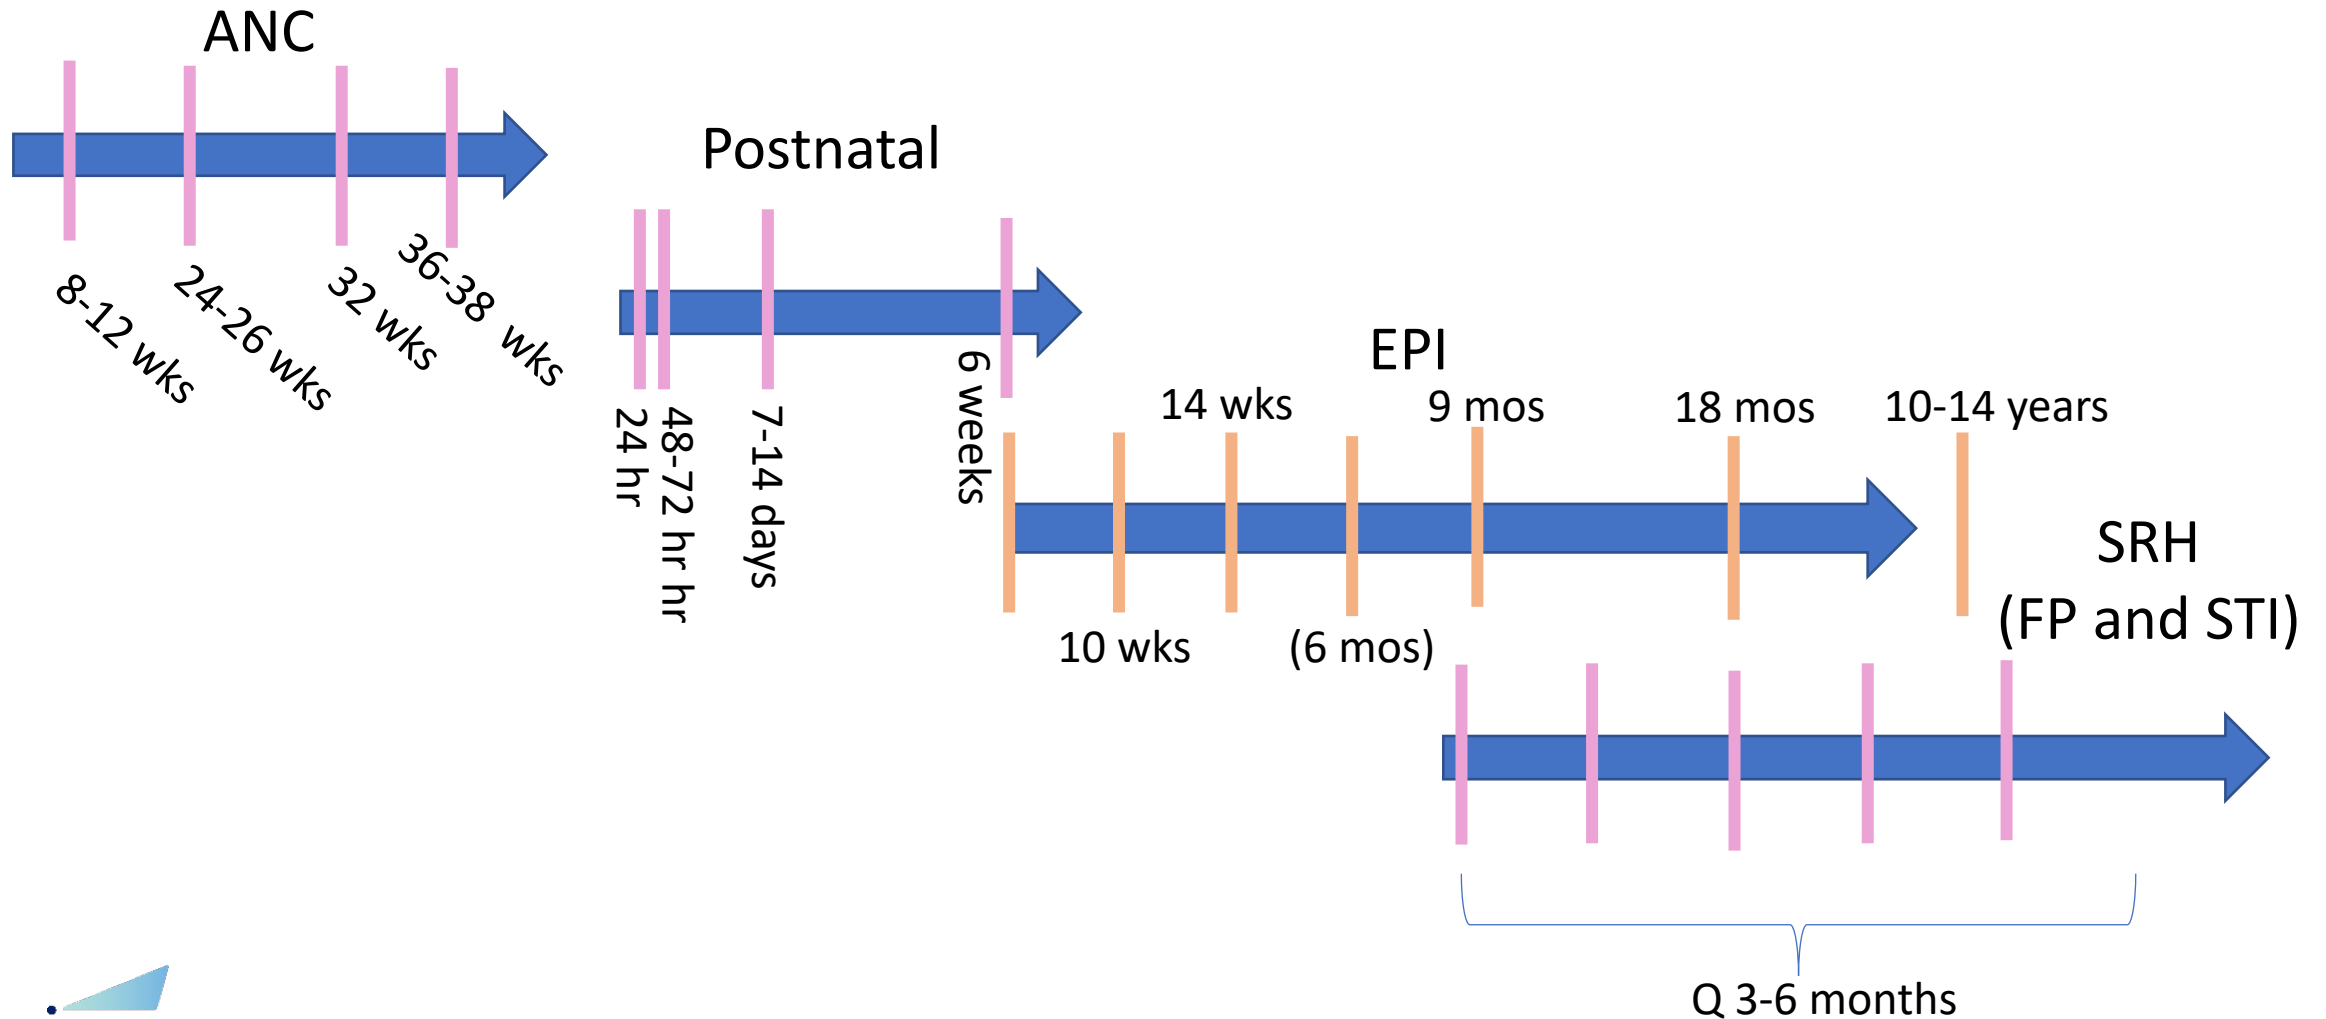 ANC
8-12 wks
24-26 wks
32 wks
36-38 wks
Postnatal
24 hr
48-72 hr hr
7-14 days
6 weeks
EPI
14 wks
9 mos
18 mos
10-14 years
10 wks
(6 mos)
SRH
(FP and STI)
Q 3-6 months